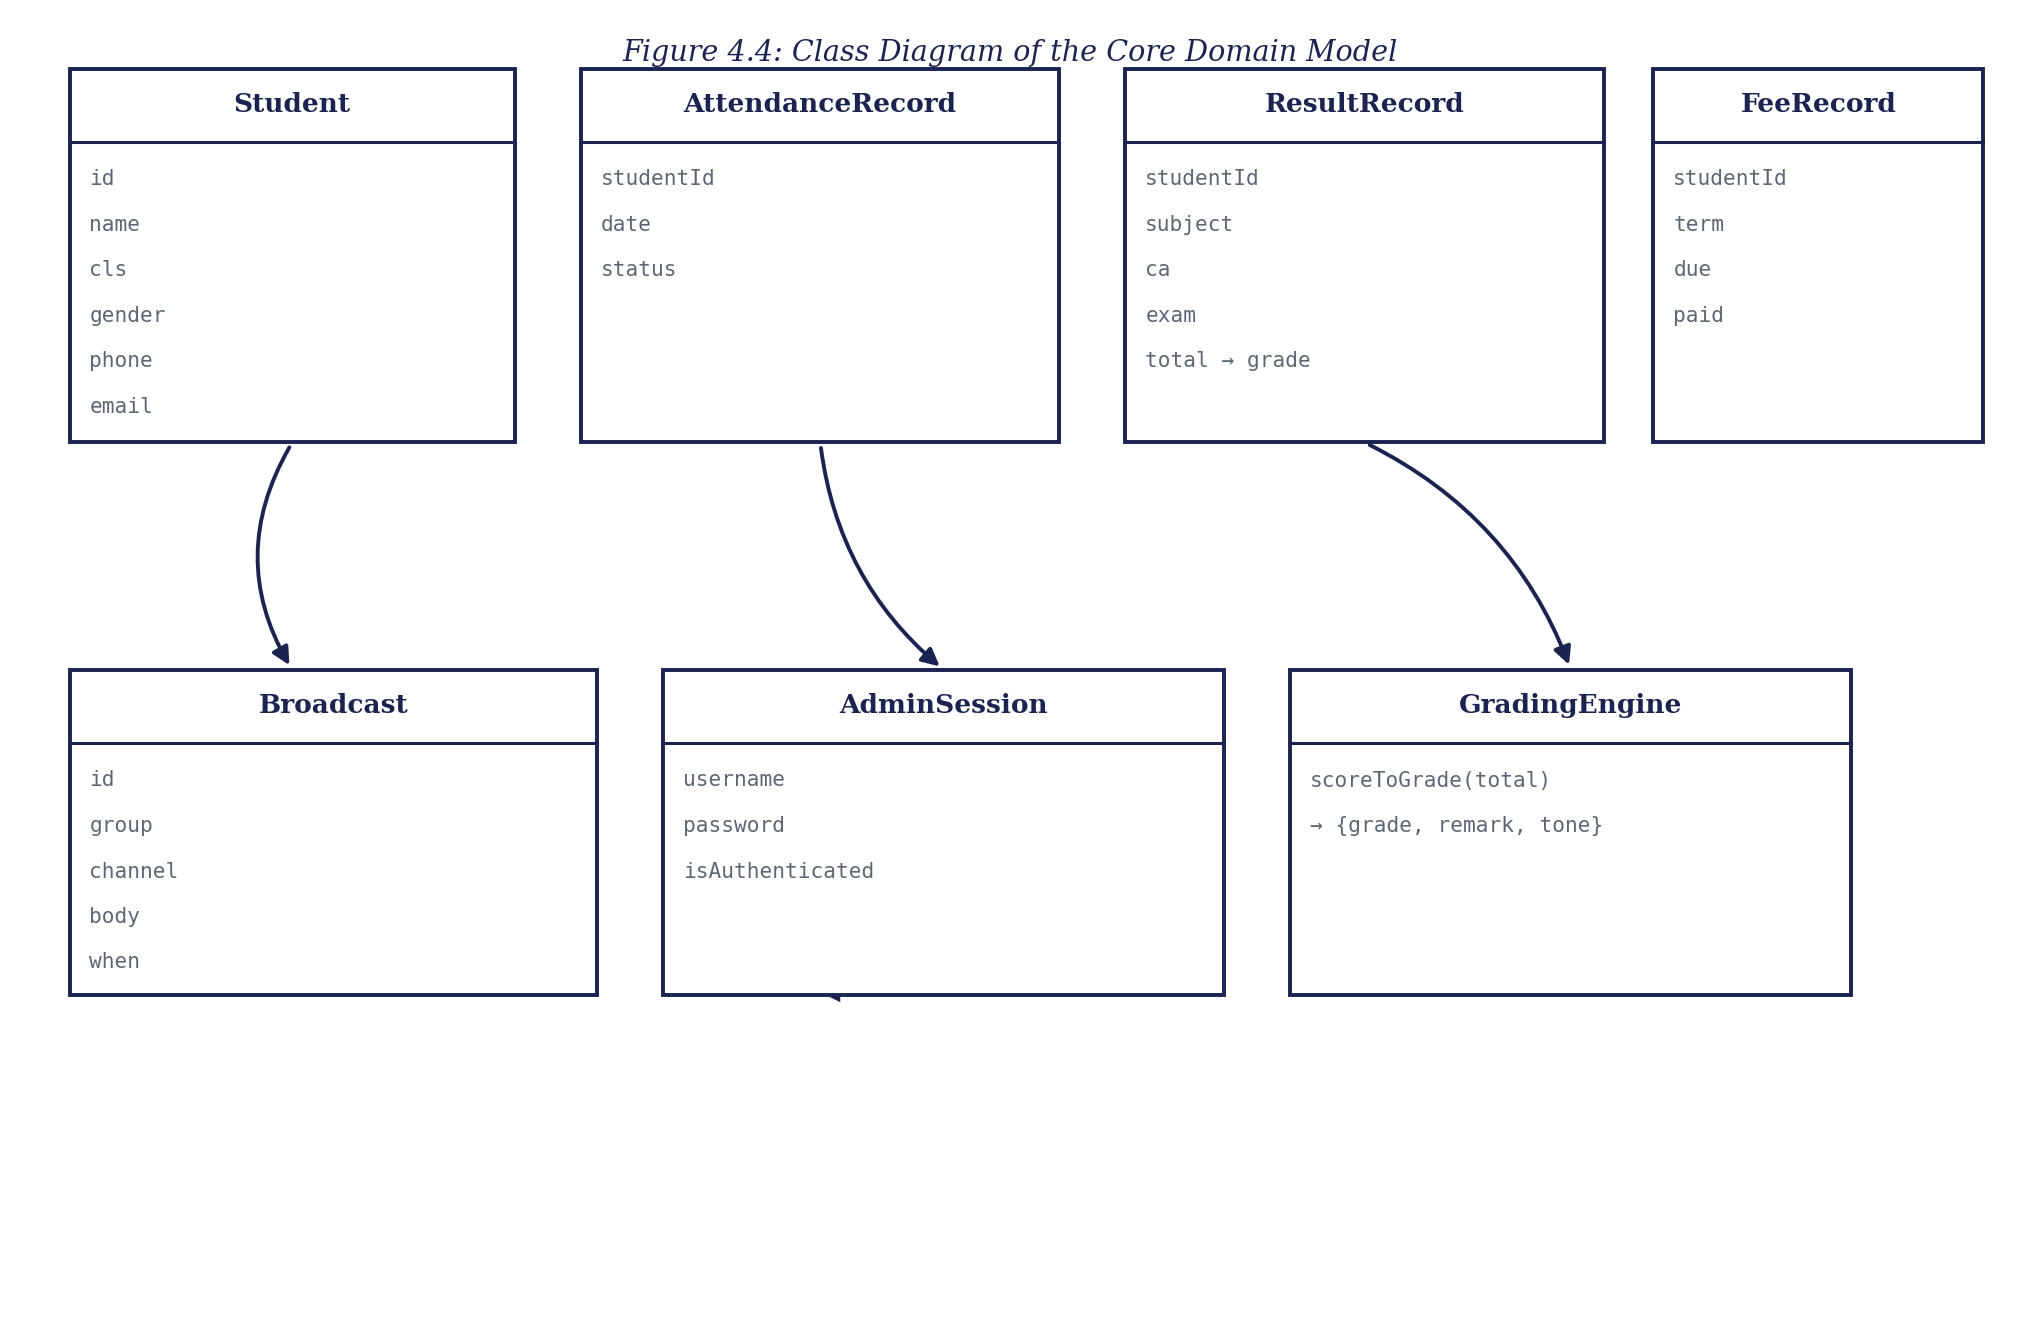 Figure 4.4: Class Diagram of the Core Domain Model
Student
id
name
cls
gender
phone
email
AttendanceRecord
studentId
date
status
ResultRecord
studentId
subject
ca
exam
total → grade
FeeRecord
studentId
term
due
paid
Broadcast
id
group
channel
body
when
AdminSession
username
password
isAuthenticated
GradingEngine
scoreToGrade(total)
→ {grade, remark, tone}